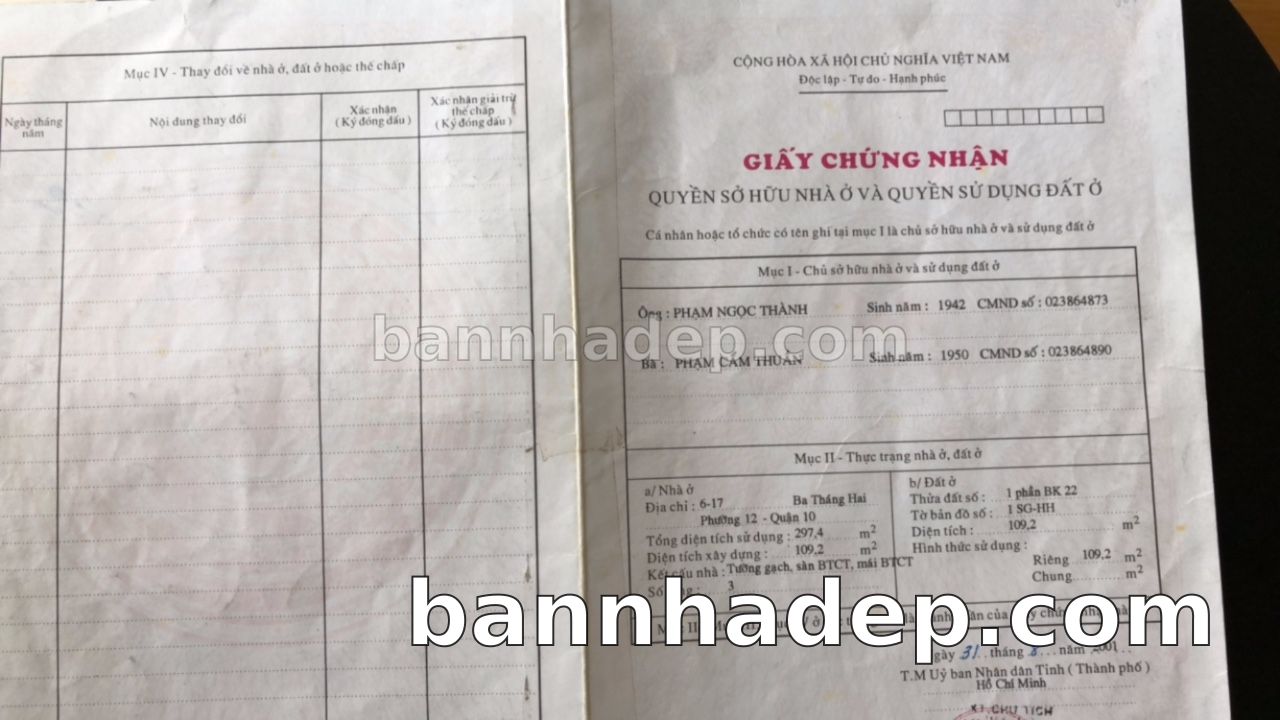 Mục IV - Thay đổi về nhà ở, đất ở hoặc thế chấp
Ngày tháng năm
Nội dung thay đổi
Xác nhận
( Ký đóng dấu )
Xác nhận giải trừ
thế chấp
( Ký đóng dấu )
CỘNG HÒA XÃ HỘI CHỦ NGHĨA VIỆT NAM
Độc lập - Tự do - Hạnh phúc
GIẤY CHỨNG NHẬN
QUYỀN SỞ HỮU NHÀ Ở VÀ QUYỀN SỬ DỤNG ĐẤT Ở
Cá nhân hoặc tổ chức có tên ghi tại mục I là chủ sở hữu nhà ở và sử dụng đất ở
Mục I - Chủ sở hữu nhà ở và sử dụng đất ở
Ông : PHẠM NGỌC THÀNH Sinh năm : 1942 CMND số : 023864873
bannhadep.com
Bà : PHẠM CẨM THUẦN Sinh năm : 1950 CMND số : 023864890
Mục II - Thực trạng nhà ở, đất ở
a/ Nhà ở
Địa chỉ : 6-17 Ba Tháng Hai
Phường 12 - Quận 10
Tổng diện tích sử dụng : 297,4 m2
Diện tích xây dựng : 109,2 m2
Kết cấu nhà : Tường gạch, sàn BTCT, mái BTCT
3
b/ Đất ở
Thửa đất số : 1 phần BK 22
Tờ bản đồ số : 1 SG-HH
Diện tích : 109,2 m2
Hình thức sử dụng :
Riêng 109,2 m2
Chung m2
bannhadep.com
ngày 31 tháng 8 năm 2001
T.M Uỷ ban Nhân dân Tỉnh ( Thành phố )
Hồ Chí Minh
KT.CHỦ TỊCH